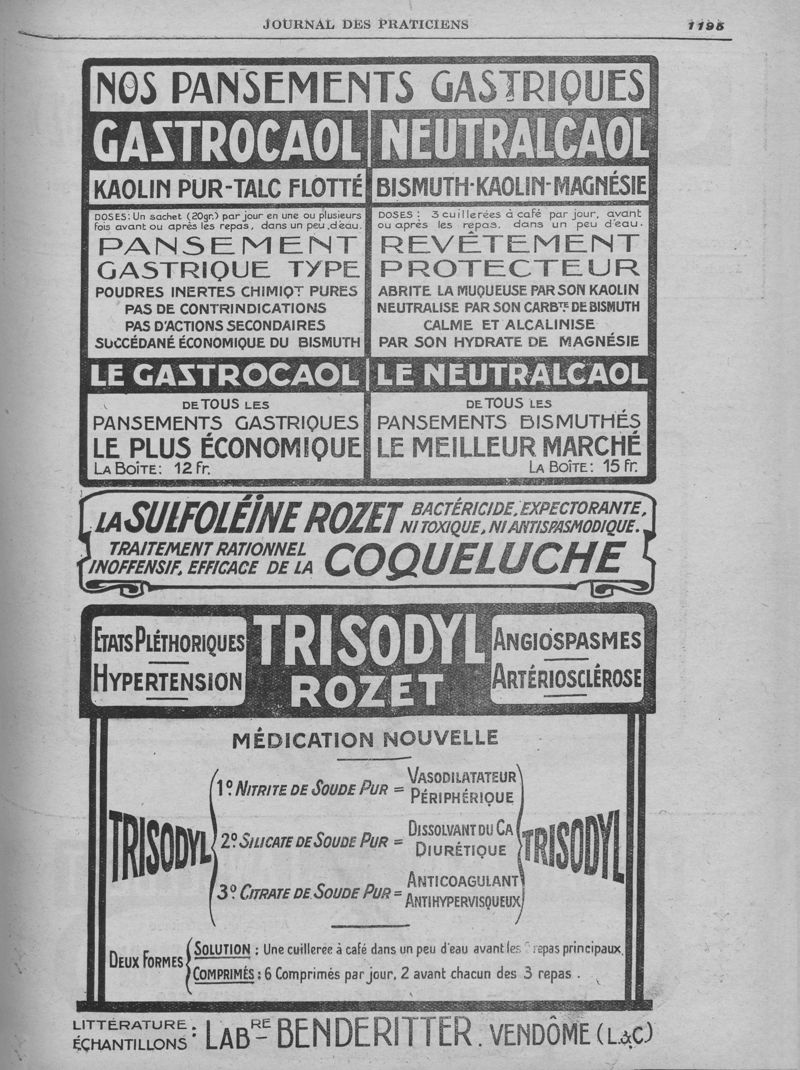 JOURNAL DES PRATICIENS 1195
NOS PANSEMENTS GASTRIQUES
GASTROCAOL
KAOLIN PUR-TALC FLOTTÉ
DOSES: Un sachet (20gr.) par jour en une ou plusieurs
fois avant ou après les repas, dans un peu d'eau.
PANSEMENT
GASTRIQUE TYPE
POUDRES INERTES CHIMIQT PURES
PAS DE CONTRINDICATIONS
PAS D'ACTIONS SECONDAIRES
SUCCÉDANÉ ÉCONOMIQUE DU BISMUTH
LE GASTROCAOL
DE TOUS LES
PANSEMENTS GASTRIQUES
LE PLUS ÉCONOMIQUE
LA BOÎTE: 12 Fr.
NEUTRALCAOL
BISMUTH-KAOLIN-MAGNÉSIE
DOSES: 3 cuillerées à café par jour, avant
ou après les repas, dans un peu d'eau.
REVÊTEMENT
PROTECTEUR
ABRITE LA MUQUEUSE PAR SON KAOLIN
NEUTRALISE PAR SON CARBTE DE BISMUTH
CALME ET ALCALINISE
PAR SON HYDRATE DE MAGNÉSIE
LE NEUTRALCAOL
DE TOUS LES
PANSEMENTS BISMUTHÉS
LE MEILLEUR MARCHÉ
LA BOÎTE: 15 Fr.
LA SULFOLÉÏNE ROZET BACTÉRICIDE, EXPECTORANTE,
NI TOXIQUE, NI ANTISPASMODIQUE.
TRAITEMENT RATIONNEL
INOFFENSIF, EFFICACE DE LA COQUELUCHE
ÉTATS PLÉTHORIQUES
HYPERTENSION
TRISODYL
ROZET
ANGIOSPASMES
ARTÉRIOSCLÉROSE
MÉDICATION NOUVELLE
TRISODYL
1º NITRITE DE SOUDE PUR = VASODILATATEUR
PÉRIPHÉRIQUE
2º SILICATE DE SOUDE PUR = DISSOLVANT DU CA
DIURÉTIQUE
3º CITRATE DE SOUDE PUR = ANTICOAGULANT
ANTIHYPERVISQUEUX
TRISODYL
DEUX FORMES
SOLUTION : Une cuillerée à café dans un peu d'eau avant les repas principaux.
COMPRIMÉS : 6 Comprimés par jour, 2 avant chacun des 3 repas.
LITTÉRATURE
ÉCHANTILLONS : LABRE BENDERITTER. VENDÔME (L.&C)